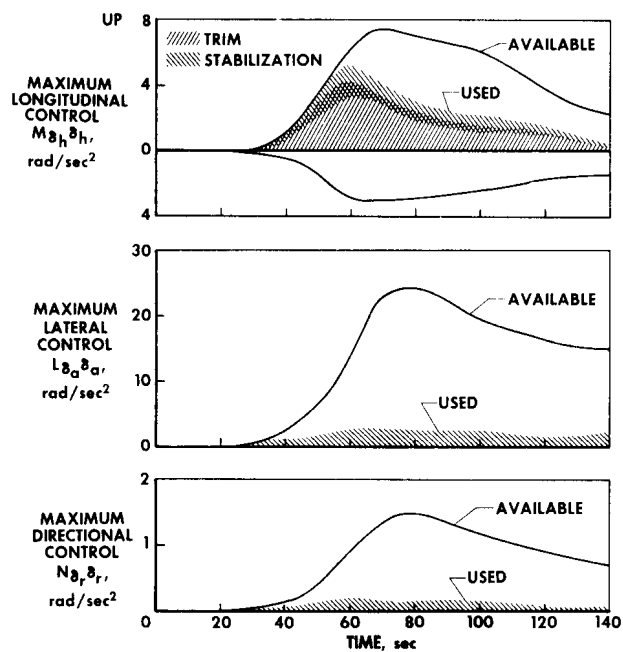 UP
8
4
0
4
TRIM
STABILIZATION
AVAILABLE
USED
MAXIMUM
LONGITUDINAL
CONTROL
Mδhδh,
rad/sec²
30
20
10
0
AVAILABLE
USED
MAXIMUM
LATERAL
CONTROL
Lδaδa,
rad/sec²
2
1
0
AVAILABLE
USED
MAXIMUM
DIRECTIONAL
CONTROL
Nδrδr,
rad/sec²
0 20 40 60 80 100 120 140
TIME, sec